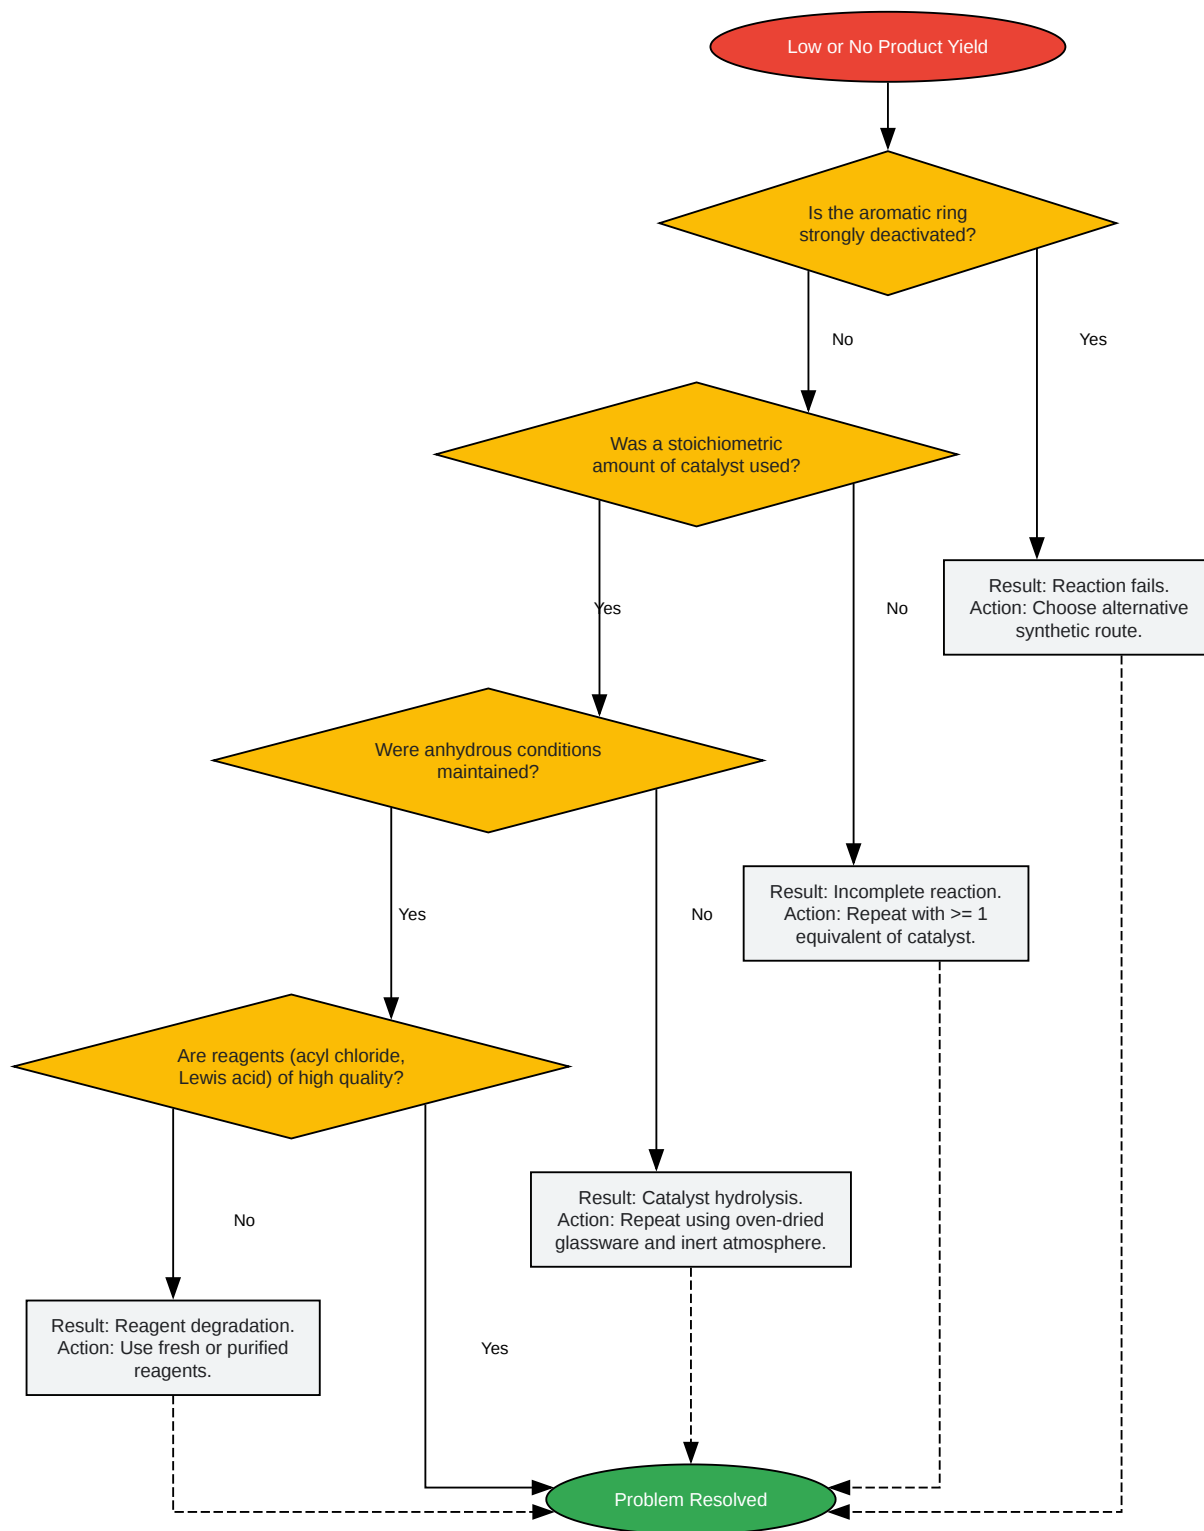 Low or No Product Yield
Is the aromatic ring
strongly deactivated?
No
Yes
Was a stoichiometric
amount of catalyst used?
Yes
No
Result: Reaction fails.
Action: Choose alternative
synthetic route.
Were anhydrous conditions
maintained?
Yes
No
Result: Incomplete reaction.
Action: Repeat with >= 1
equivalent of catalyst.
Are reagents (acyl chloride,
Lewis acid) of high quality?
No
Yes
Result: Catalyst hydrolysis.
Action: Repeat using oven-dried
glassware and inert atmosphere.
Result: Reagent degradation.
Action: Use fresh or purified
reagents.
Problem Resolved